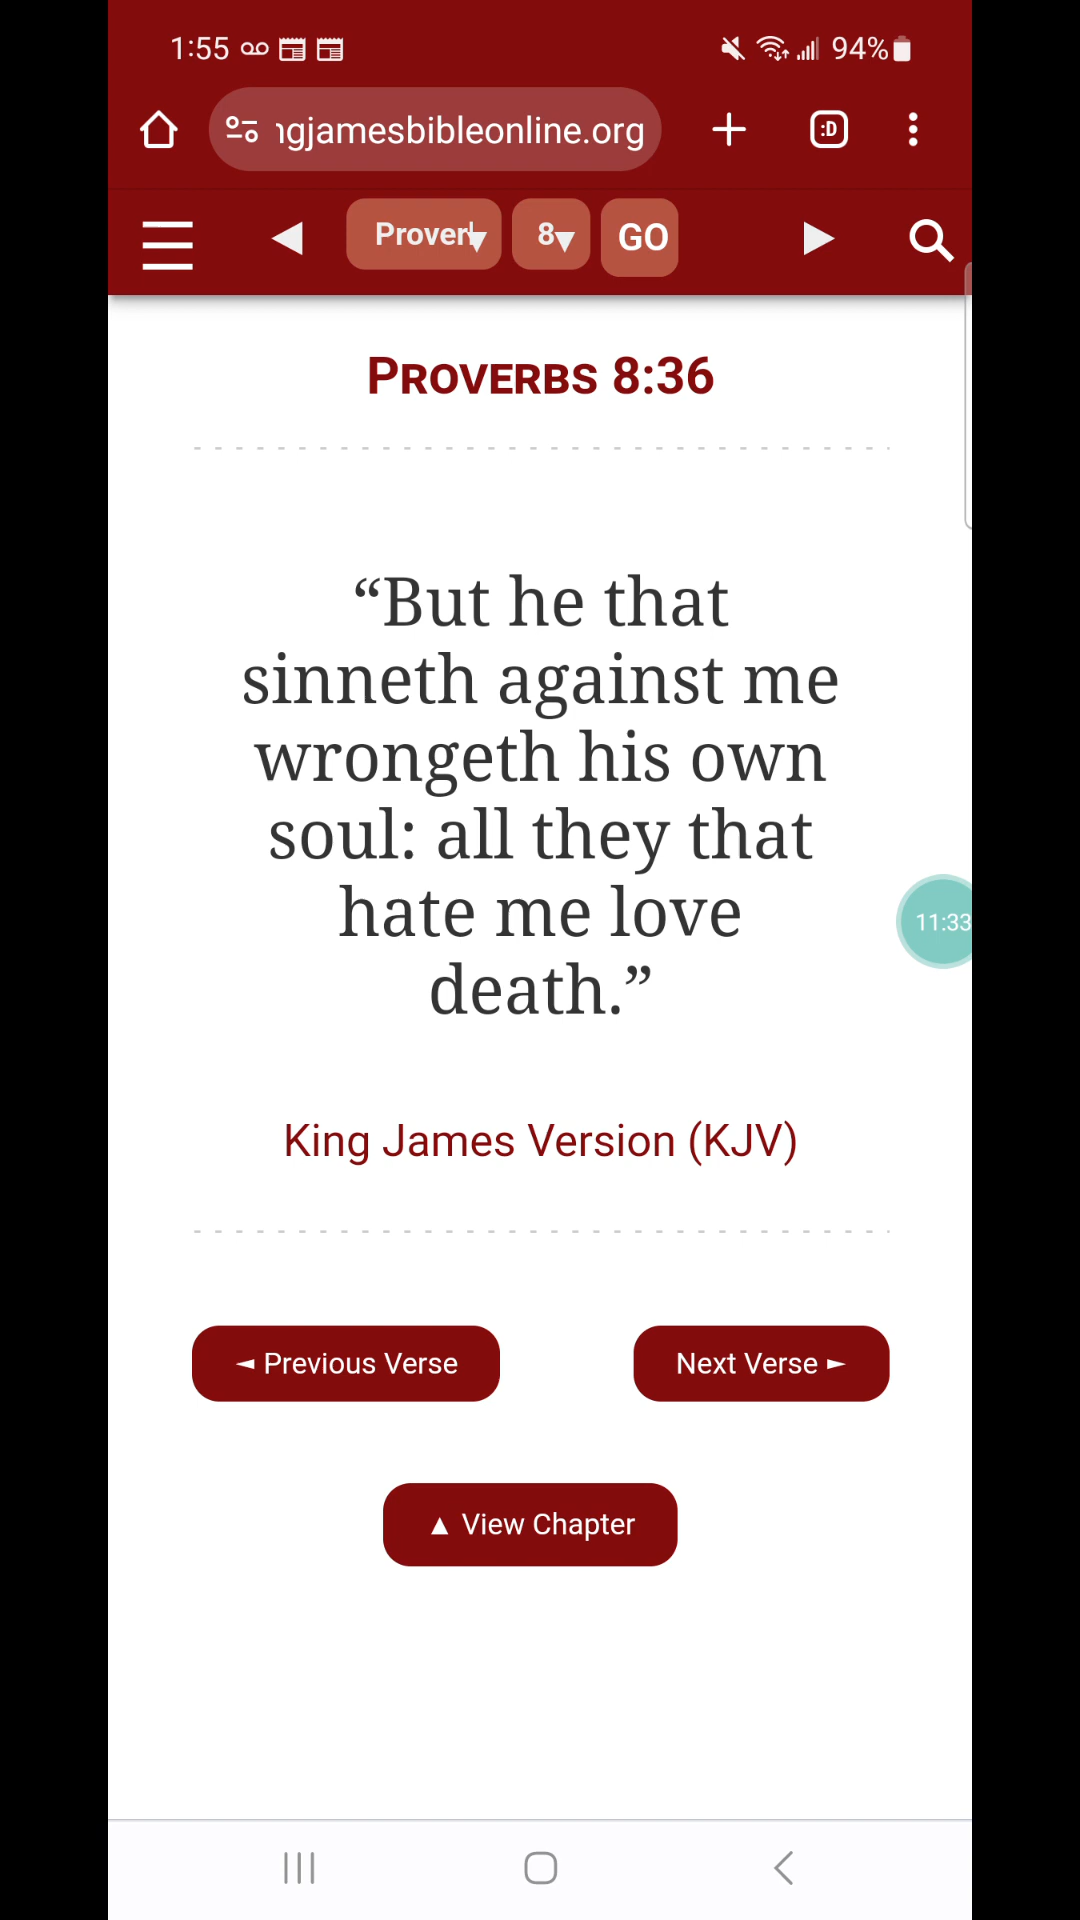 1:55 94%
ngjamesbibleonline.org :D
Prover 8 GO
PROVERBS 8:36
“But he that
sinneth against me
wrongeth his own
soul: all they that
hate me love
death.”
11:33
King James Version (KJV)
◄ Previous Verse Next Verse ►
▲ View Chapter